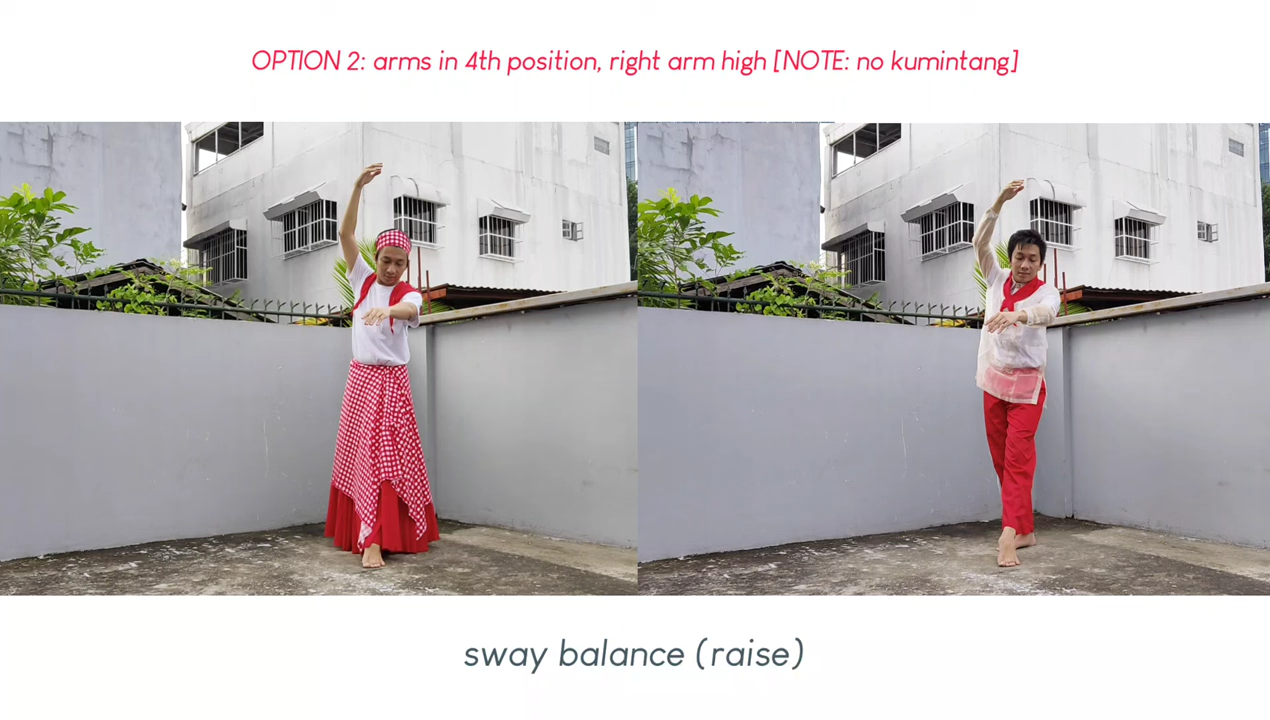 OPTION 2: arms in 4th position, right arm high [NOTE: no kumintang]
sway balance (raise)